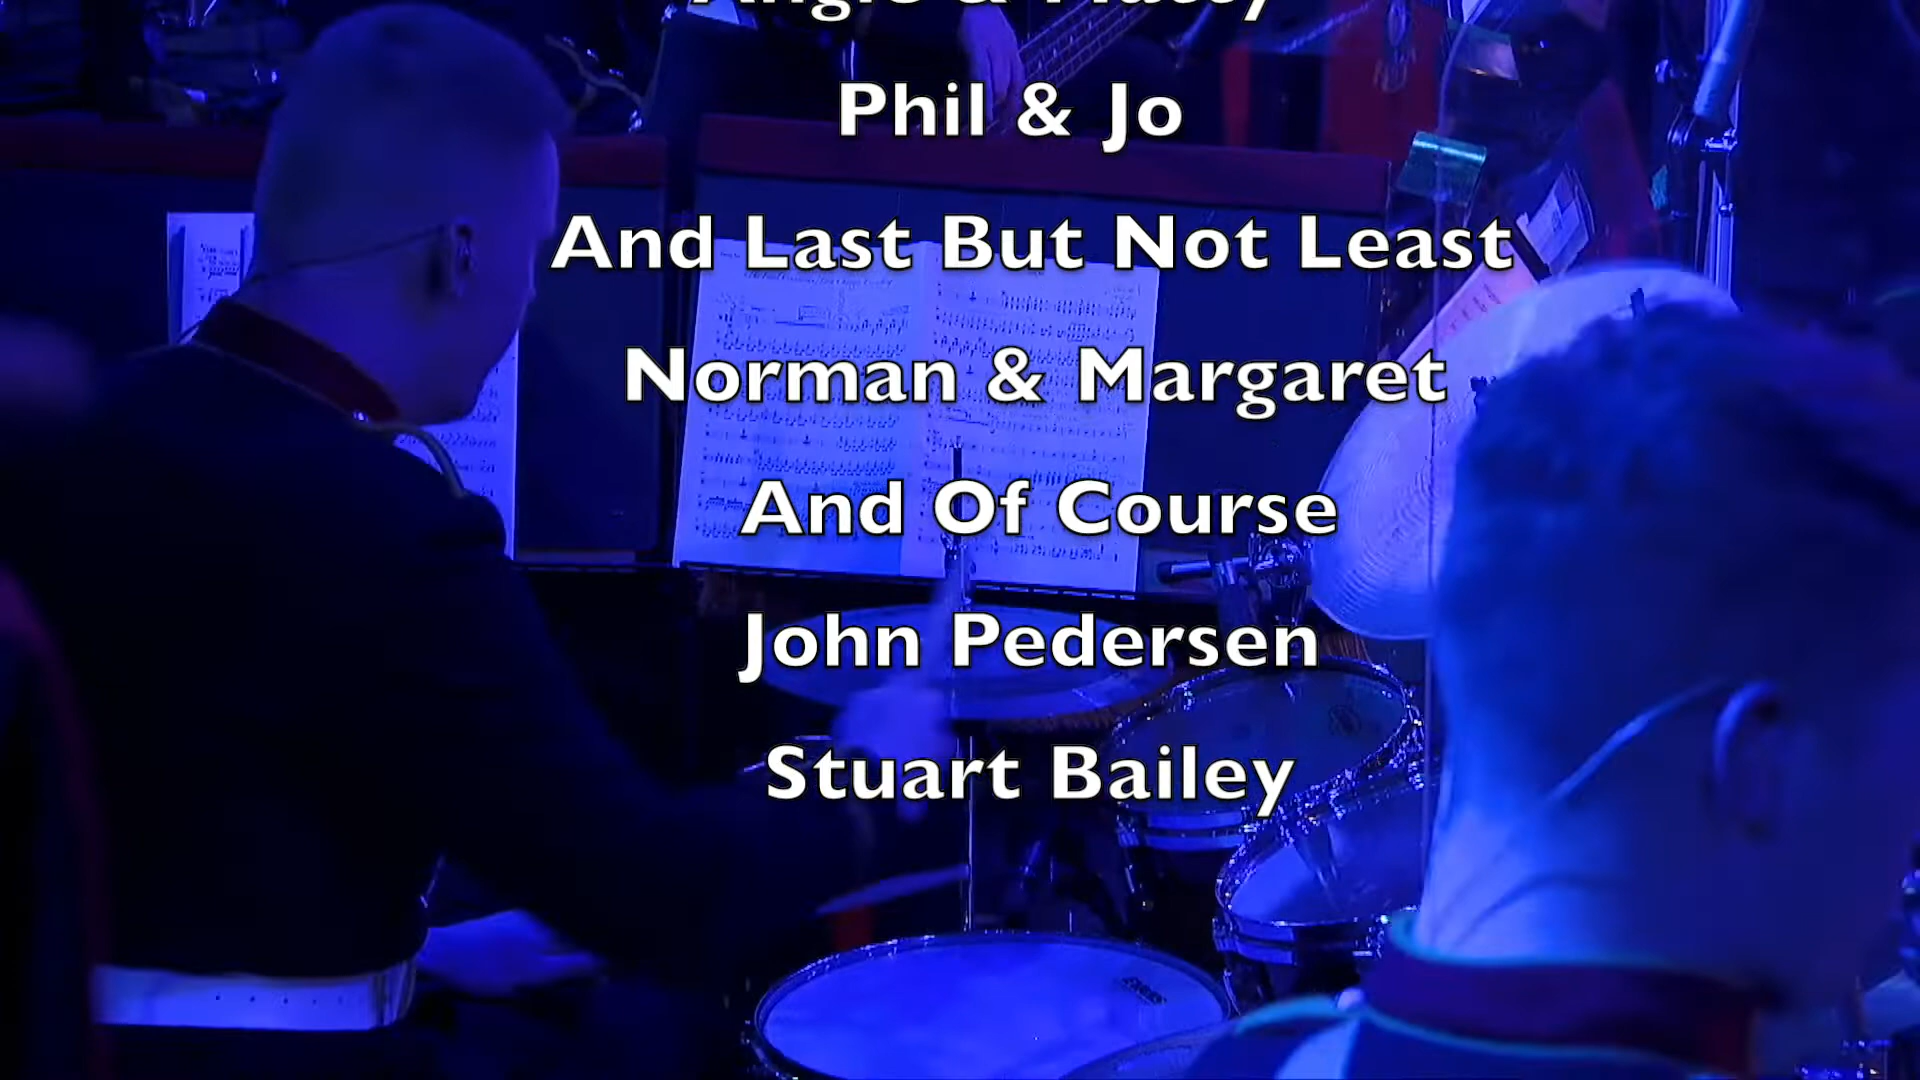 Phil & Jo
And Last But Not Least
Norman & Margaret
And Of Course
John Pedersen
Stuart Bailey